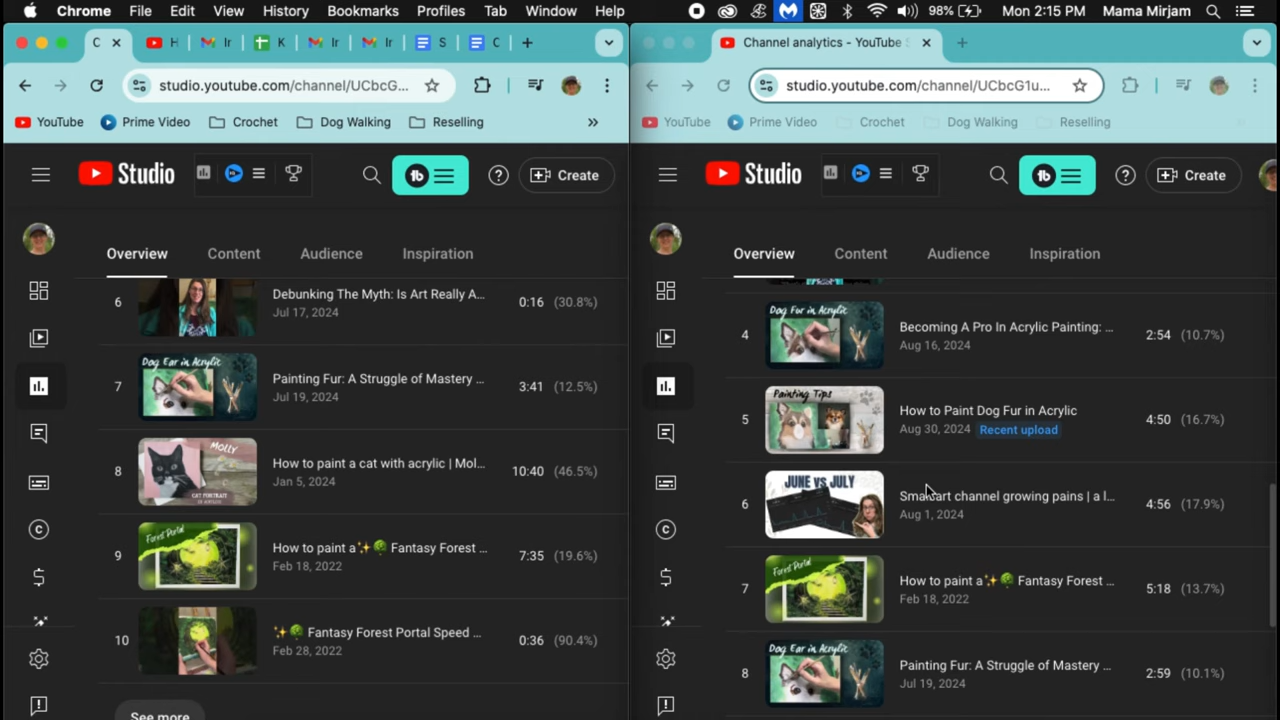 Chrome File Edit View History Bookmarks Profiles Tab Window Help 98% Mon 2:15 PM Mama Mirjam
C H Ir K Ir Ir S C
studio.youtube.com/channel/UCbcG...
YouTube Prime Video Crochet Dog Walking Reselling »
Studio Create
Overview Content Audience Inspiration
6 Debunking The Myth: Is Art Really A... 0:16 (30.8%)
Jul 17, 2024
Dog Ear in Acrylic
7 Painting Fur: A Struggle of Mastery ... 3:41 (12.5%)
Jul 19, 2024
MOLLY
CAT PORTRAIT
IN ACRYLIC
8 How to paint a cat with acrylic | Mol... 10:40 (46.5%)
Jan 5, 2024
Forest Portal
9 How to paint a✨🌳 Fantasy Forest ... 7:35 (19.6%)
Feb 18, 2022
10 ✨🌳 Fantasy Forest Portal Speed ... 0:36 (90.4%)
Feb 28, 2022
See more
Channel analytics - YouTube S
studio.youtube.com/channel/UCbcG1u...
YouTube Prime Video Crochet Dog Walking Reselling
Studio Create
Overview Content Audience Inspiration
Dog Fur in Acrylic
4 Becoming A Pro In Acrylic Painting: ... 2:54 (10.7%)
Aug 16, 2024
Painting Tips
5 How to Paint Dog Fur in Acrylic 4:50 (16.7%)
Aug 30, 2024 Recent upload
JUNE vs JULY
6 Small art channel growing pains | a l... 4:56 (17.9%)
Aug 1, 2024
Forest Portal
7 How to paint a✨🌳 Fantasy Forest ... 5:18 (13.7%)
Feb 18, 2022
Dog Ear in Acrylic
8 Painting Fur: A Struggle of Mastery ... 2:59 (10.1%)
Jul 19, 2024